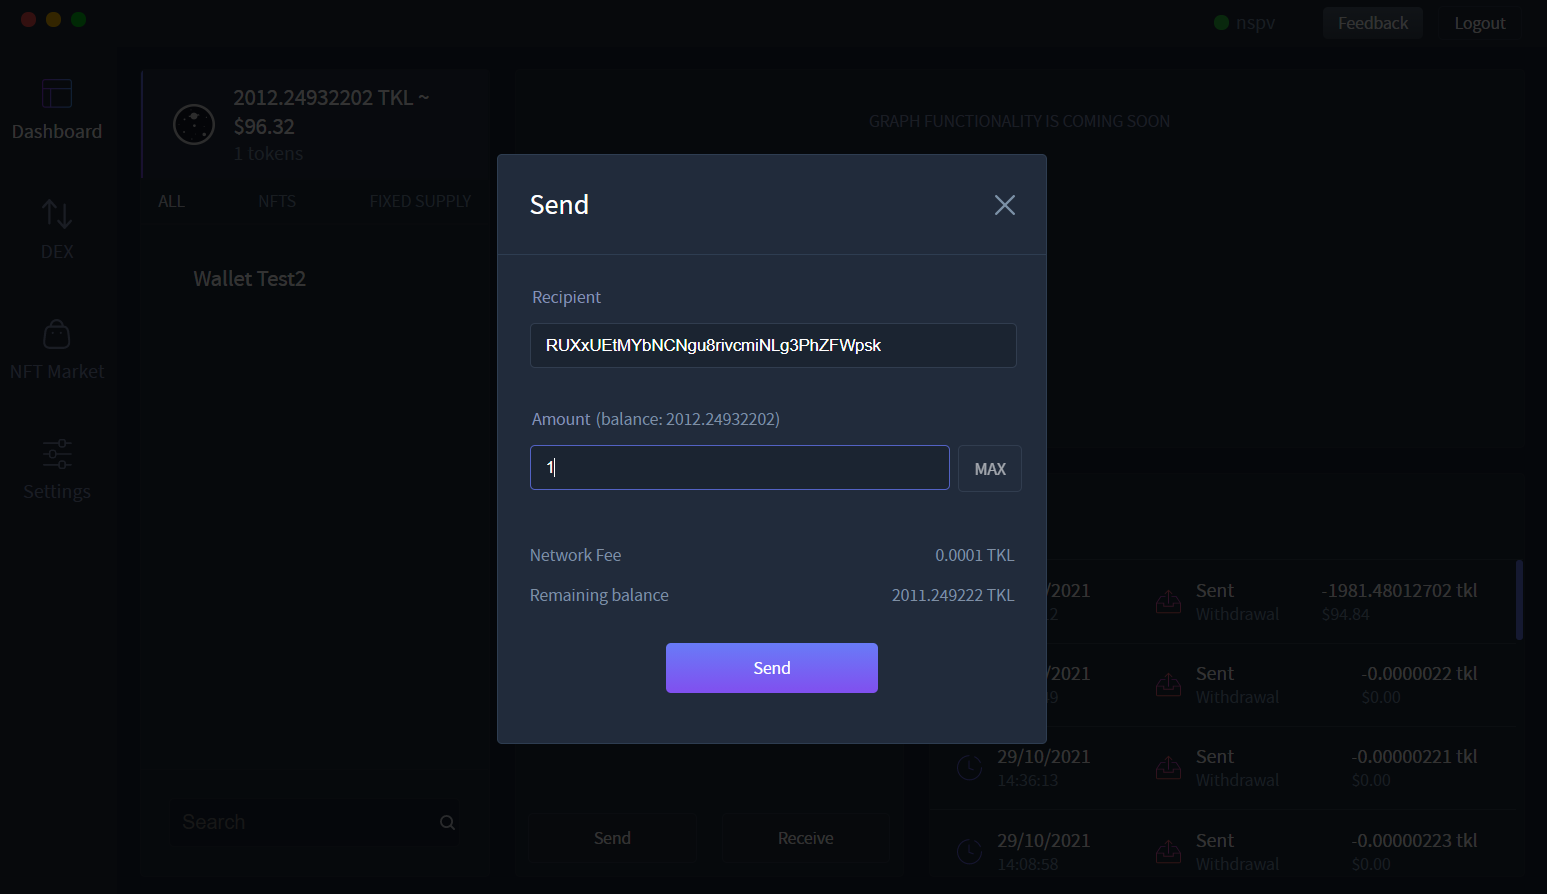 nspv
Feedback
Logout
Dashboard
DEX
NFT Market
Settings
2012.24932202 TKL ~
$96.32
1 tokens
ALL
NFTS
FIXED SUPPLY
Wallet Test2
Search
GRAPH FUNCTIONALITY IS COMING SOON
Send
Recipient
RUXxUEtMYbNCNgu8rivcmiNLg3PhZFWpsk
Amount (balance: 2012.24932202)
1
MAX
Network Fee
0.0001 TKL
Remaining balance
2011.249222 TKL
Send
Send
Receive
/2021
Sent
-1981.48012702 tkl
2
Withdrawal
$94.84
/2021
Sent
-0.0000022 tkl
9
Withdrawal
$0.00
29/10/2021
Sent
-0.00000221 tkl
14:36:13
Withdrawal
$0.00
29/10/2021
Sent
-0.00000223 tkl
14:08:58
Withdrawal
$0.00